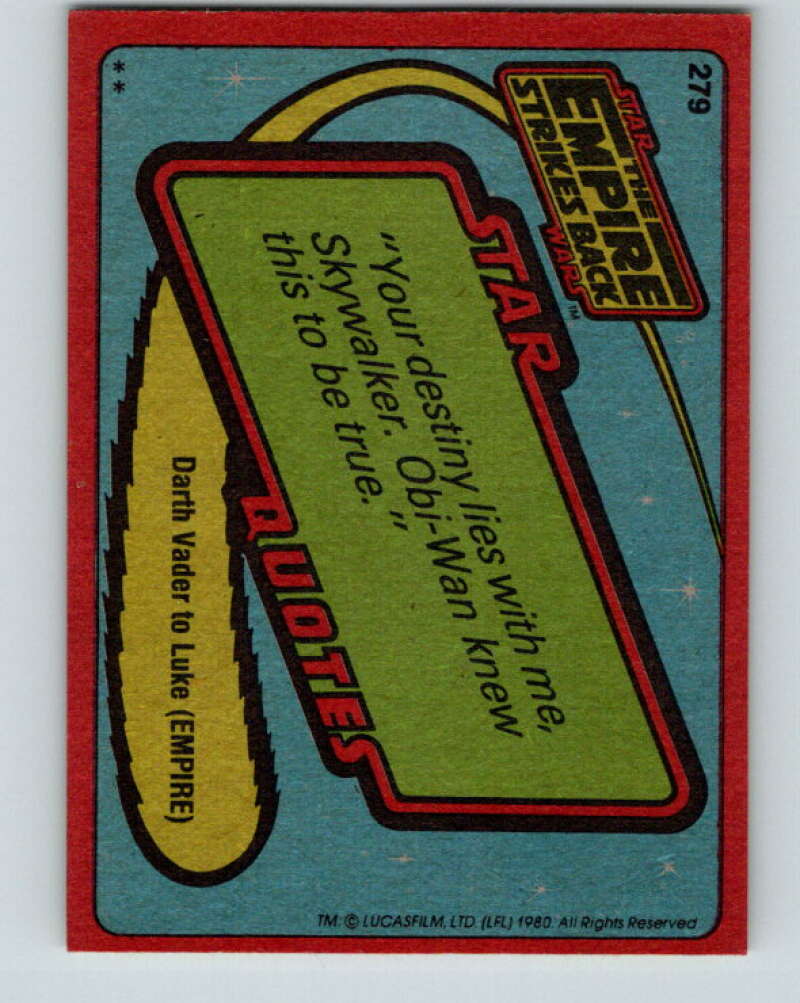 279
STAR
THE
EMPIRE
STRIKES BACK
WARS™
STAR
"Your destiny lies with me,
Skywalker. Obi-Wan knew
this to be true."
QUOTES
Darth Vader to Luke (EMPIRE)
**
TM: © LUCASFILM, LTD. (LFL) 1980. All Rights Reserved